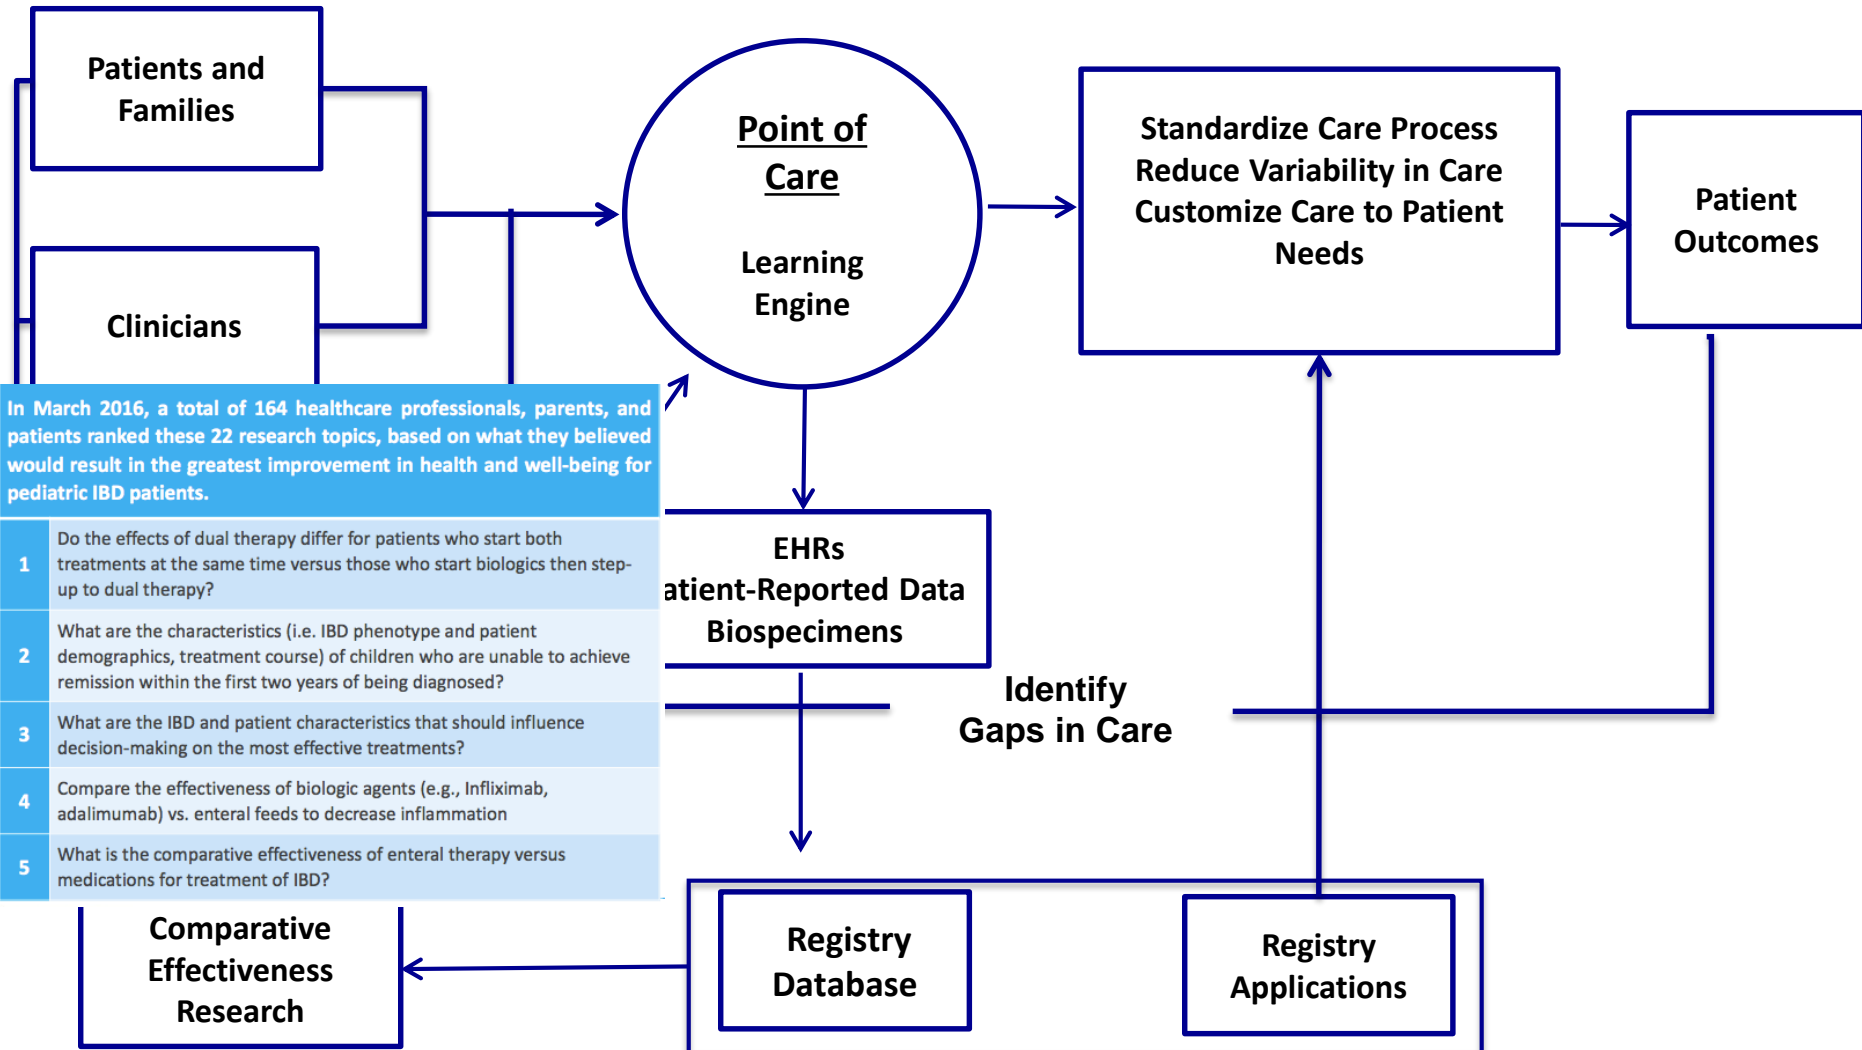 Patients and
Families
Clinicians
Point of
Care
Learning
Engine
Standardize Care Process
Reduce Variability in Care
Customize Care to Patient
Needs
Patient
Outcomes
In March 2016, a total of 164 healthcare professionals, parents, and
patients ranked these 22 research topics, based on what they believed
would result in the greatest improvement in health and well-being for
pediatric IBD patients.
1
Do the effects of dual therapy differ for patients who start both
treatments at the same time versus those who start biologics then step-
up to dual therapy?
2
What are the characteristics (i.e. IBD phenotype and patient
demographics, treatment course) of children who are unable to achieve
remission within the first two years of being diagnosed?
3
What are the IBD and patient characteristics that should influence
decision-making on the most effective treatments?
4
Compare the effectiveness of biologic agents (e.g., Infliximab,
adalimumab) vs. enteral feeds to decrease inflammation
5
What is the comparative effectiveness of enteral therapy versus
medications for treatment of IBD?
EHRs
atient-Reported Data
Biospecimens
Identify
Gaps in Care
Comparative
Effectiveness
Research
Registry
Database
Registry
Applications